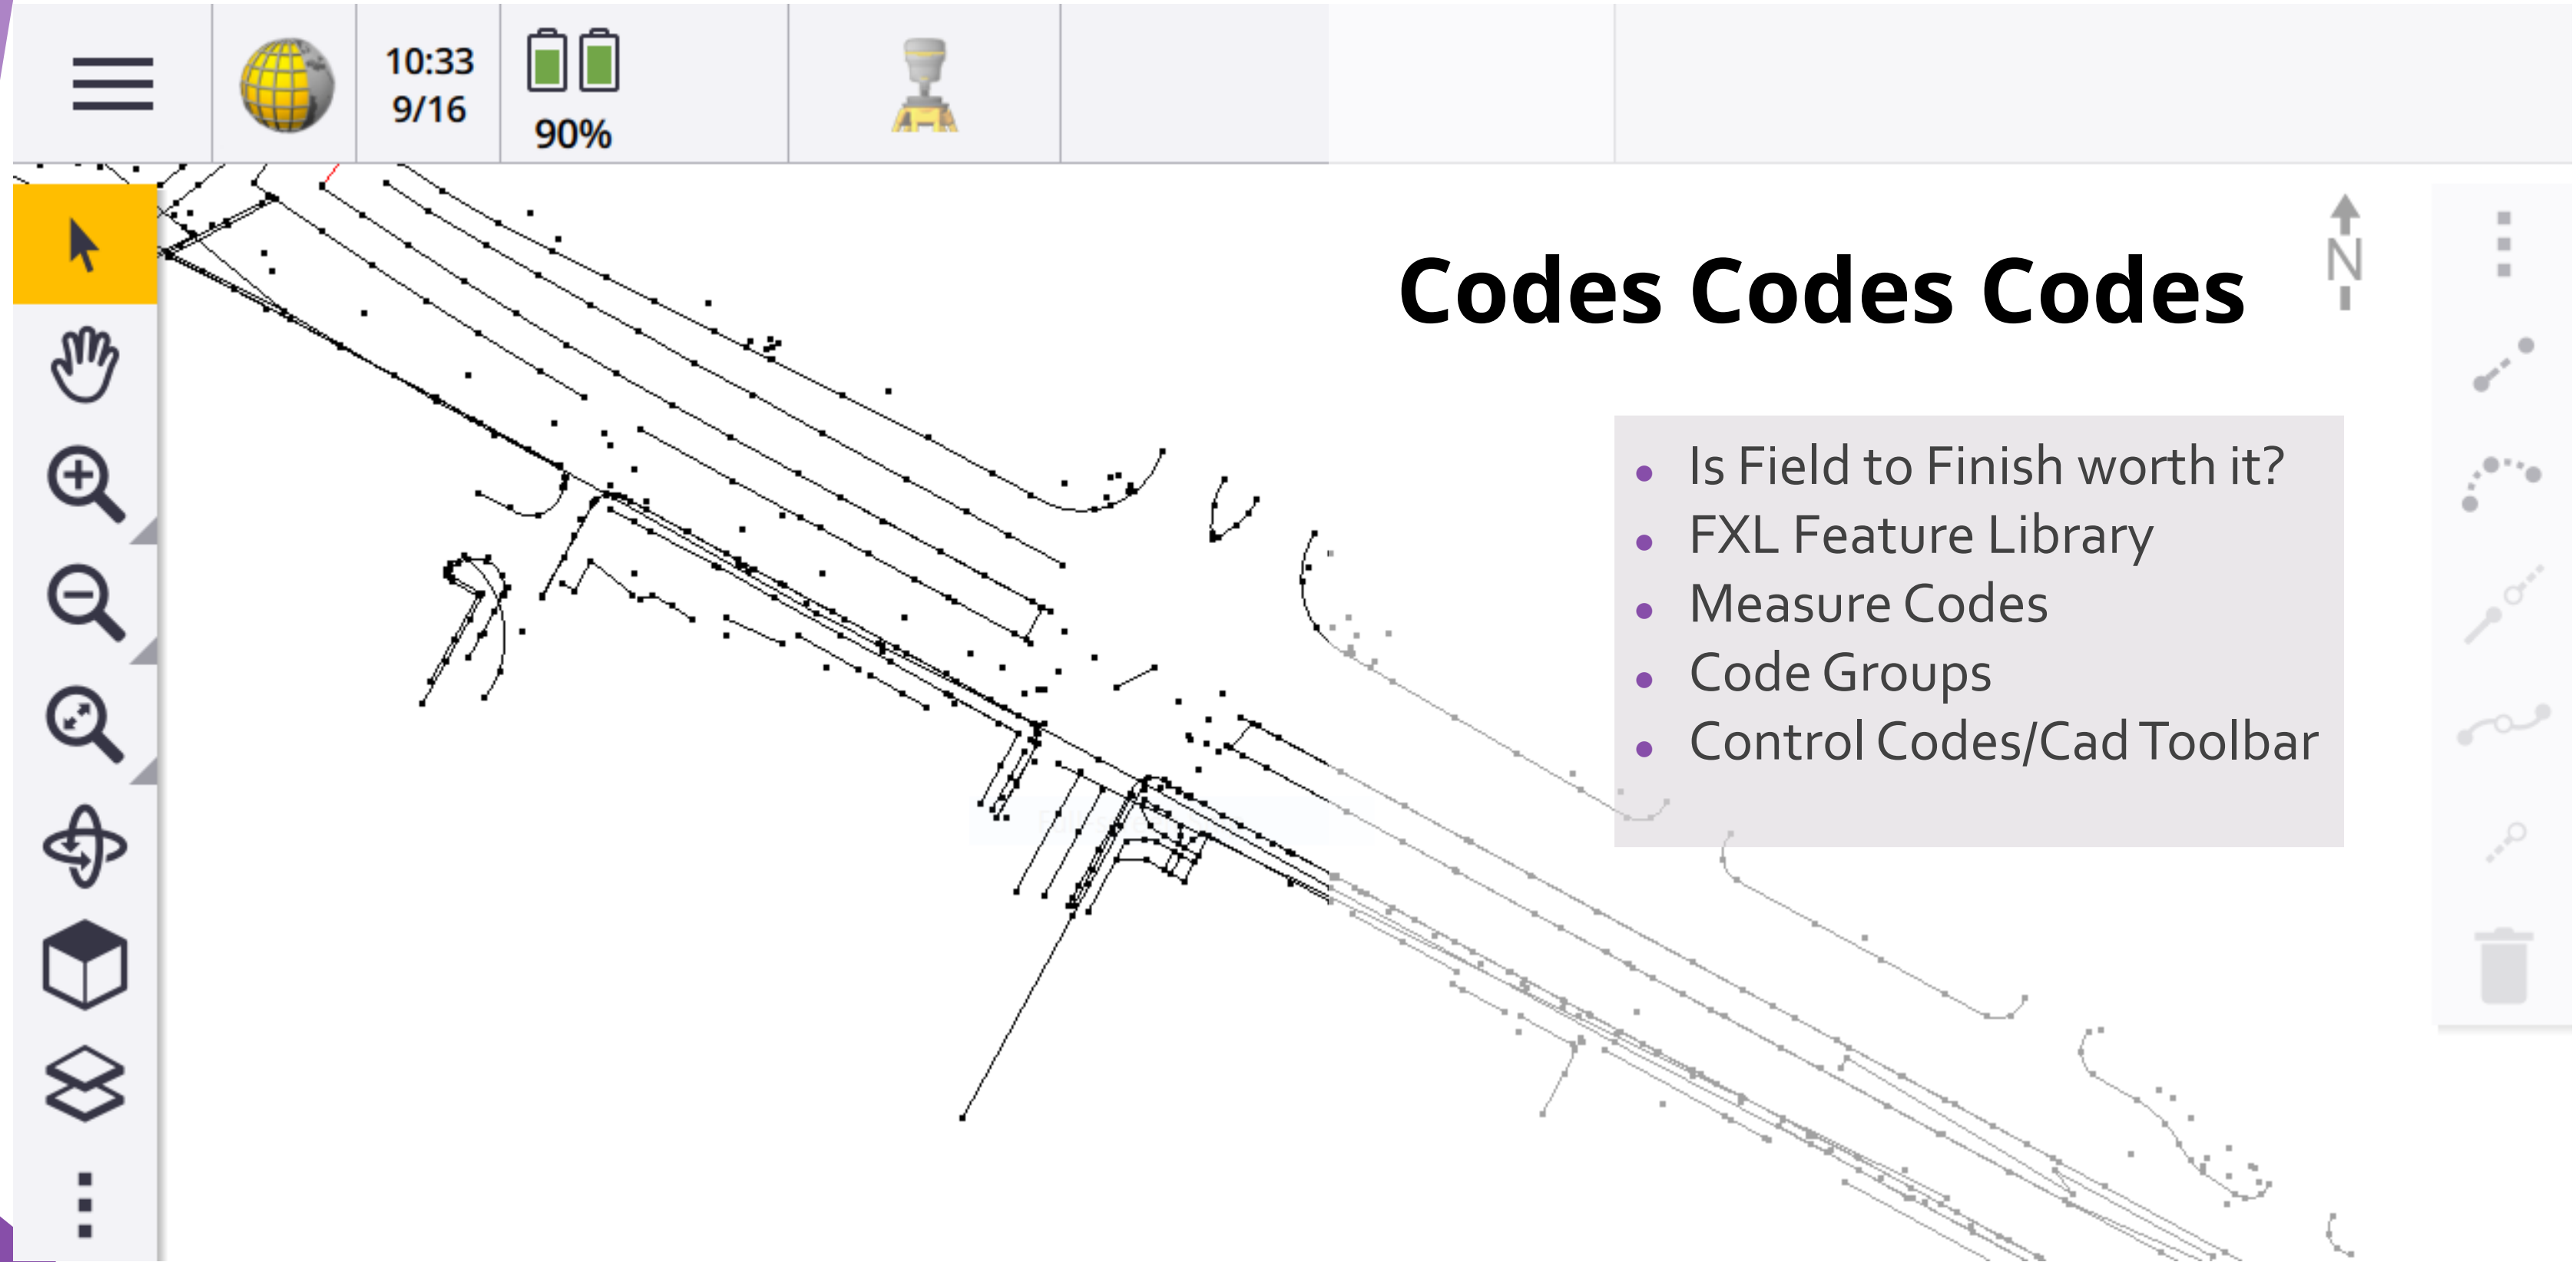 10:33
9/16
90%
N
Codes Codes Codes
Is Field to Finish worth it?
FXL Feature Library
Measure Codes
Code Groups
Control Codes/Cad Toolbar